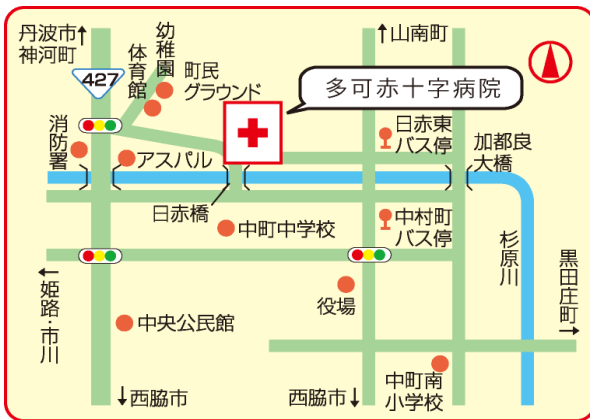 丹波市
神河町
427
幼稚園
体育館
町民
グラウンド
山南町
多可赤十字病院
消防署
アスパル
日赤東
バス停
加都良
大橋
日赤橋
中町中学校
中村町
バス停
杉原川
黒田庄町
姫路・市川
役場
中央公民館
中町南
小学校
西脇市
西脇市